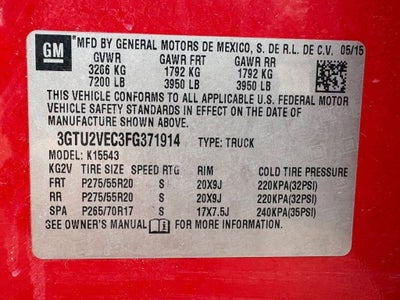 GM MFD BY GENERAL MOTORS DE MEXICO, S. DE R.L. DE C.V. 05/15
GVWR GAWR FRT GAWR RR
3266 KG 1792 KG 1792 KG
7200 LB 3950 LB 3950 LB
THIS VEHICLE CONFORMS TO ALL APPLICABLE U.S. FEDERAL MOTOR
VEHICLE SAFETY STANDARDS IN EFFECT ON THE DATE OF
MANUFACTURE SHOWN ABOVE.
3GTU2VEC3FG371914 TYPE: TRUCK
MODEL: K15543
KG2V TIRE SIZE SPEED RTG RIM COLD TIRE PRESSURE
FRT P275/55R20 S 20X9J 220KPA(32PSI)
RR P275/55R20 S 20X9J 220KPA(32PSI)
SPA P265/70R17 S 17X7.5J 240KPA(35PSI)
SEE OWNER'S MANUAL FOR MORE INFORMATION.